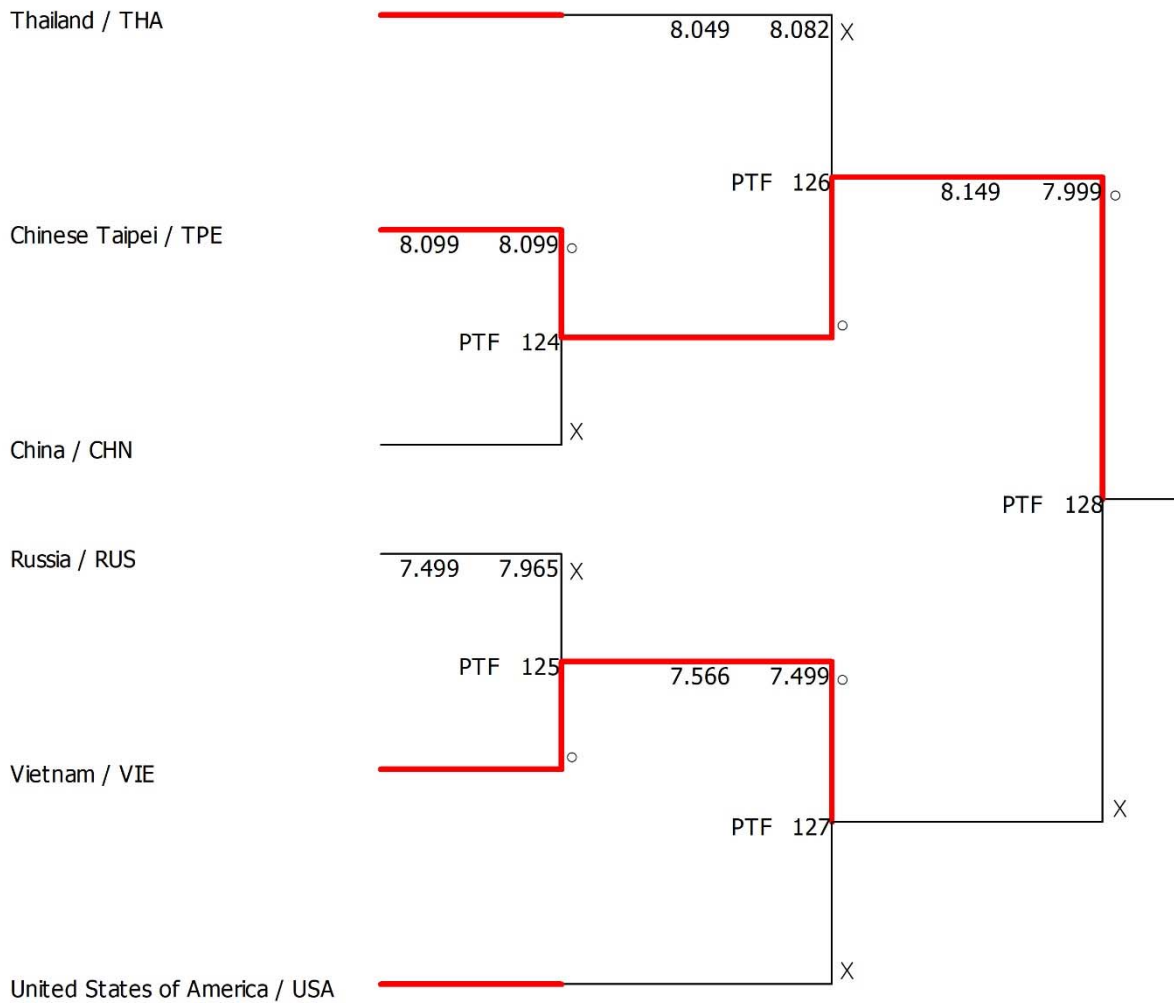 Thailand / THA
8.049 8.082 X
PTF 126
8.149 7.999 ○
Chinese Taipei / TPE
8.099 8.099 ○
○
PTF 124
X
China / CHN
PTF 128
Russia / RUS
7.499 7.965 X
PTF 125
7.566 7.499 ○
○
Vietnam / VIE
X
PTF 127
X
United States of America / USA